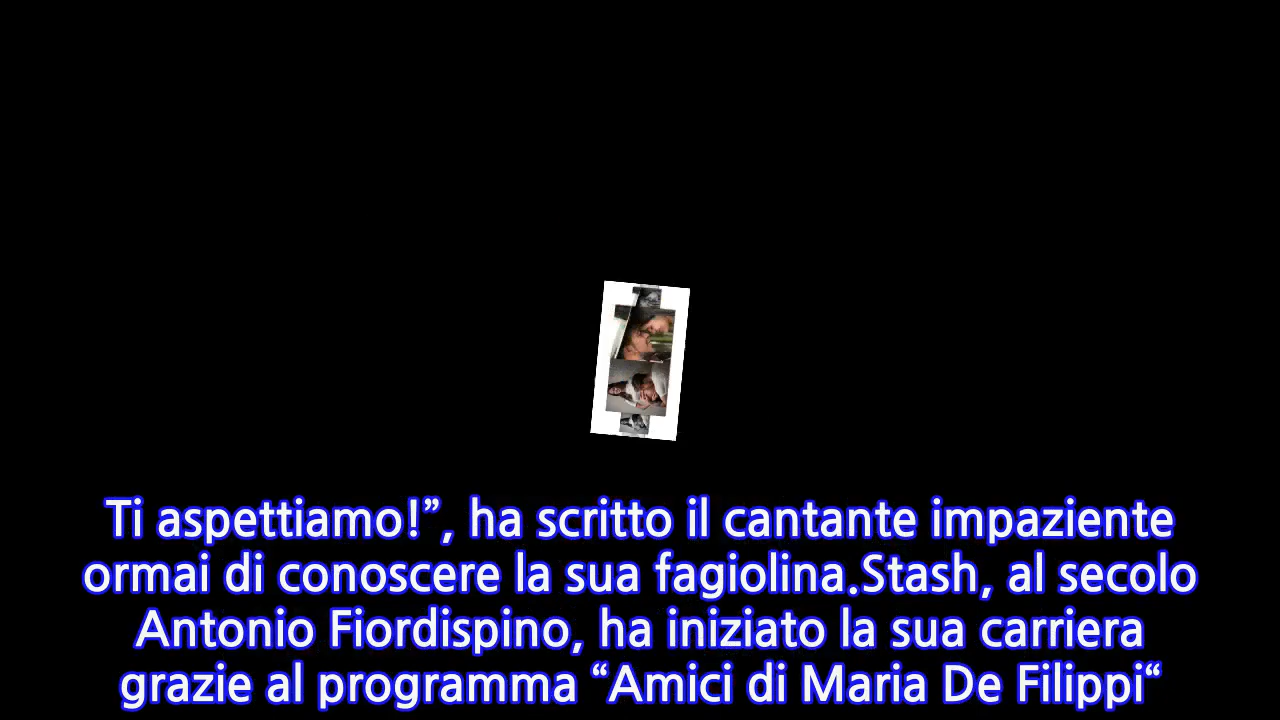 Ti aspettiamo!”, ha scritto il cantante impaziente
ormai di conoscere la sua fagiolina.Stash, al secolo
Antonio Fiordispino, ha iniziato la sua carriera
grazie al programma “Amici di Maria De Filippi“